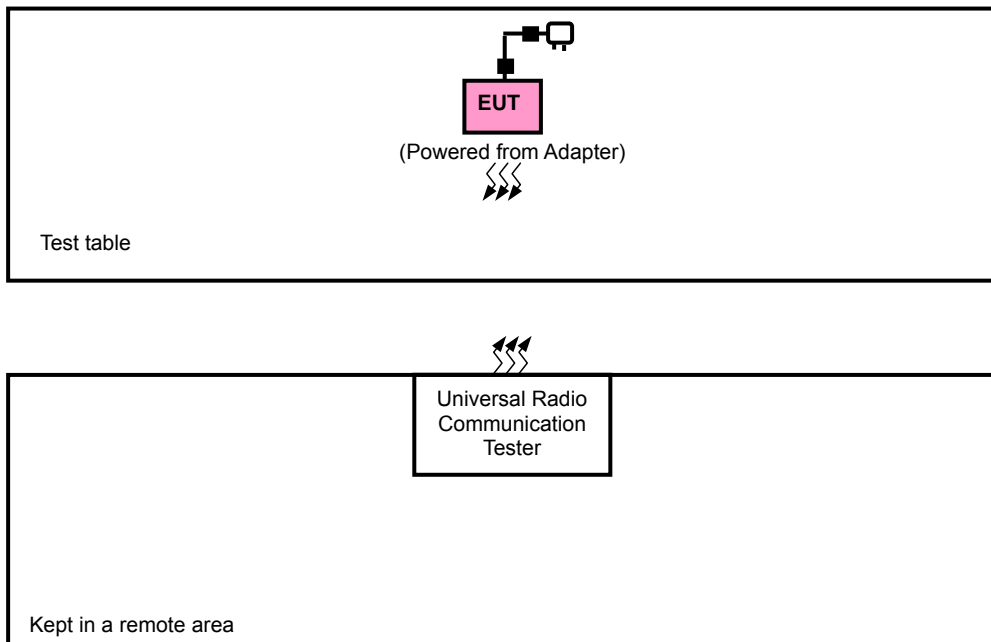 EUT
(Powered from Adapter)
Test table
Universal Radio
Communication
Tester
Kept in a remote area